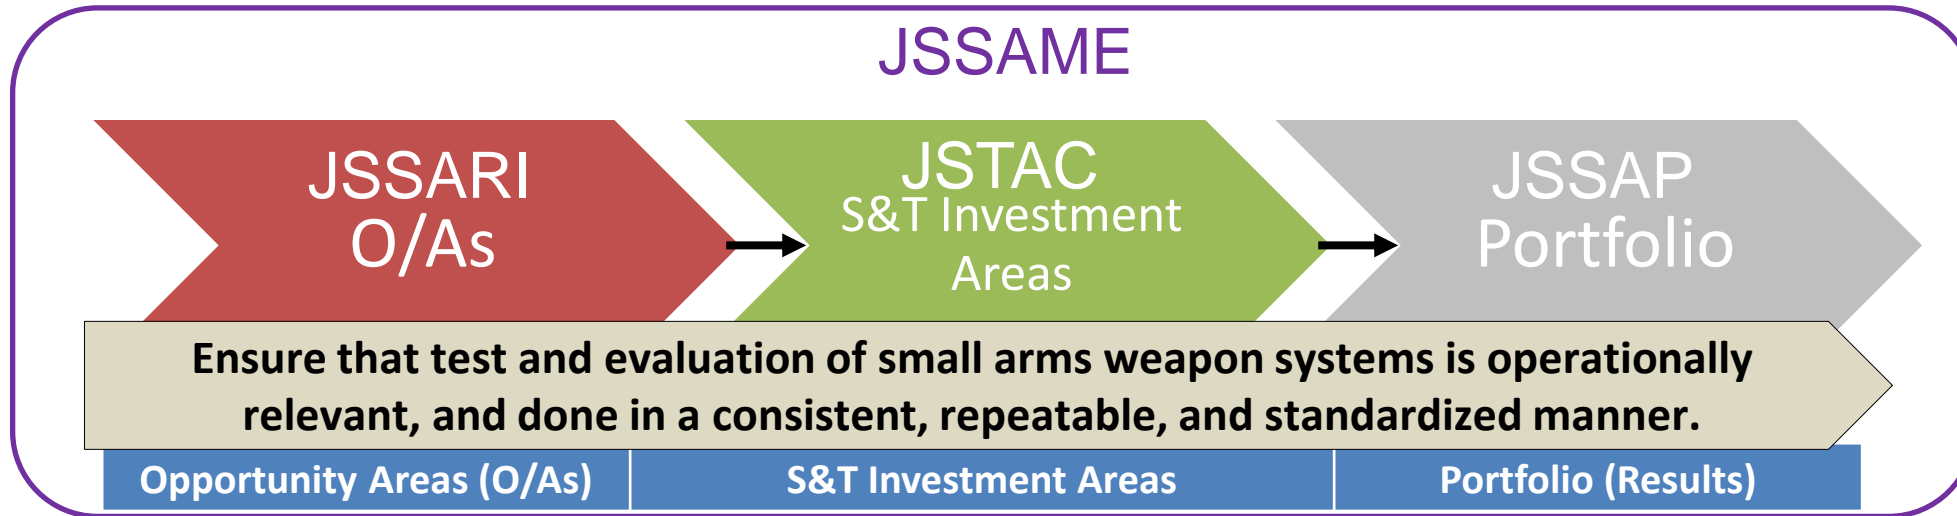 JSSAME
JSSARI
O/As
JSTAC
S&T Investment
Areas
JSSAP
Portfolio
Ensure that test and evaluation of small arms weapon systems is operationally
relevant, and done in a consistent, repeatable, and standardized manner.
Opportunity Areas (O/As)
S&T Investment Areas
Portfolio (Results)